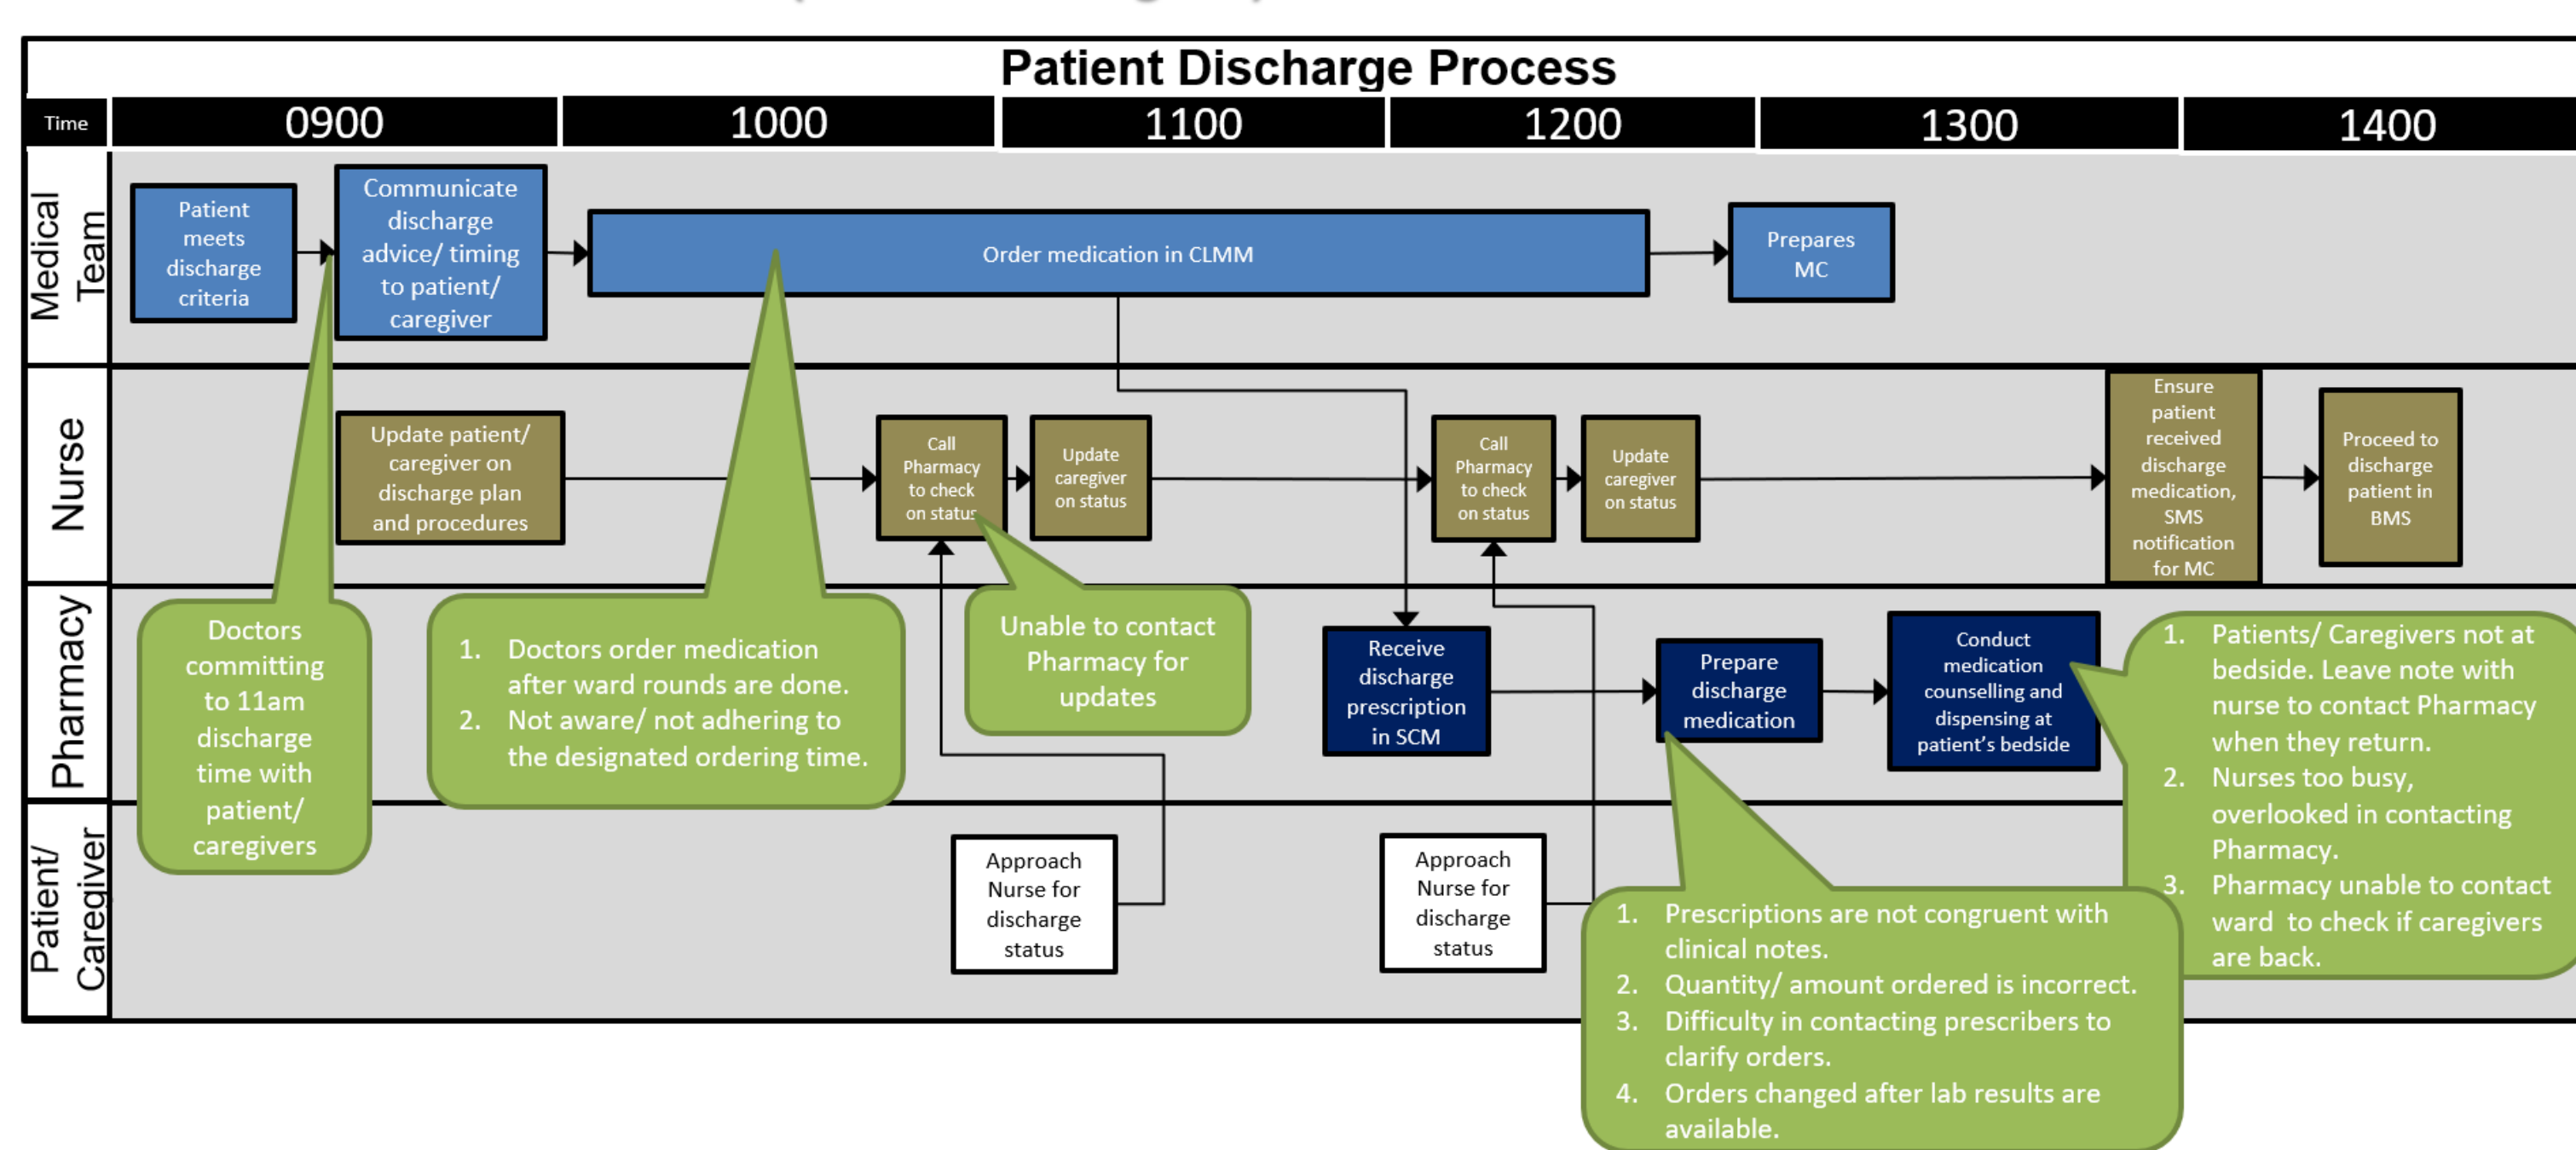 Patient Discharge Process
Time
0900
1000
1100
1200
1300
1400
Medical
Team
Patient
meets
discharge
criteria
Communicate
discharge
advice/ timing
to patient/
caregiver
Order medication in CLMM
Prepares
MC
Nurse
Update patient/
caregiver on
discharge plan
and procedures
Call
Pharmacy
to check
on status
Update
caregiver
on status
Call
Pharmacy
to check
on status
Update
caregiver
on status
Ensure
patient
received
discharge
medication,
SMS
notification
for MC
Proceed to
discharge
patient in
BMS
Pharmacy
Doctors
committing
to 11am
discharge
time with
patient/
caregivers
1. Doctors order medication
after ward rounds are done.
2. Not aware/ not adhering to
the designated ordering time.
Unable to contact
Pharmacy for
updates
Receive
discharge
prescription
in SCM
Prepare
discharge
medication
Conduct
medication
counselling and
dispensing at
patient's bedside
1. Patients/ Caregivers not at
bedside. Leave note with
nurse to contact Pharmacy
when they return.
2. Nurses too busy,
overlooked in contacting
Pharmacy.
3. Pharmacy unable to contact
ward to check if caregivers
are back.
Patient/
Caregiver
Approach
Nurse for
discharge
status
Approach
Nurse for
discharge
status
1. Prescriptions are not congruent with
clinical notes.
2. Quantity/ amount ordered is incorrect.
3. Difficulty in contacting prescribers to
clarify orders.
4. Orders changed after lab results are
available.